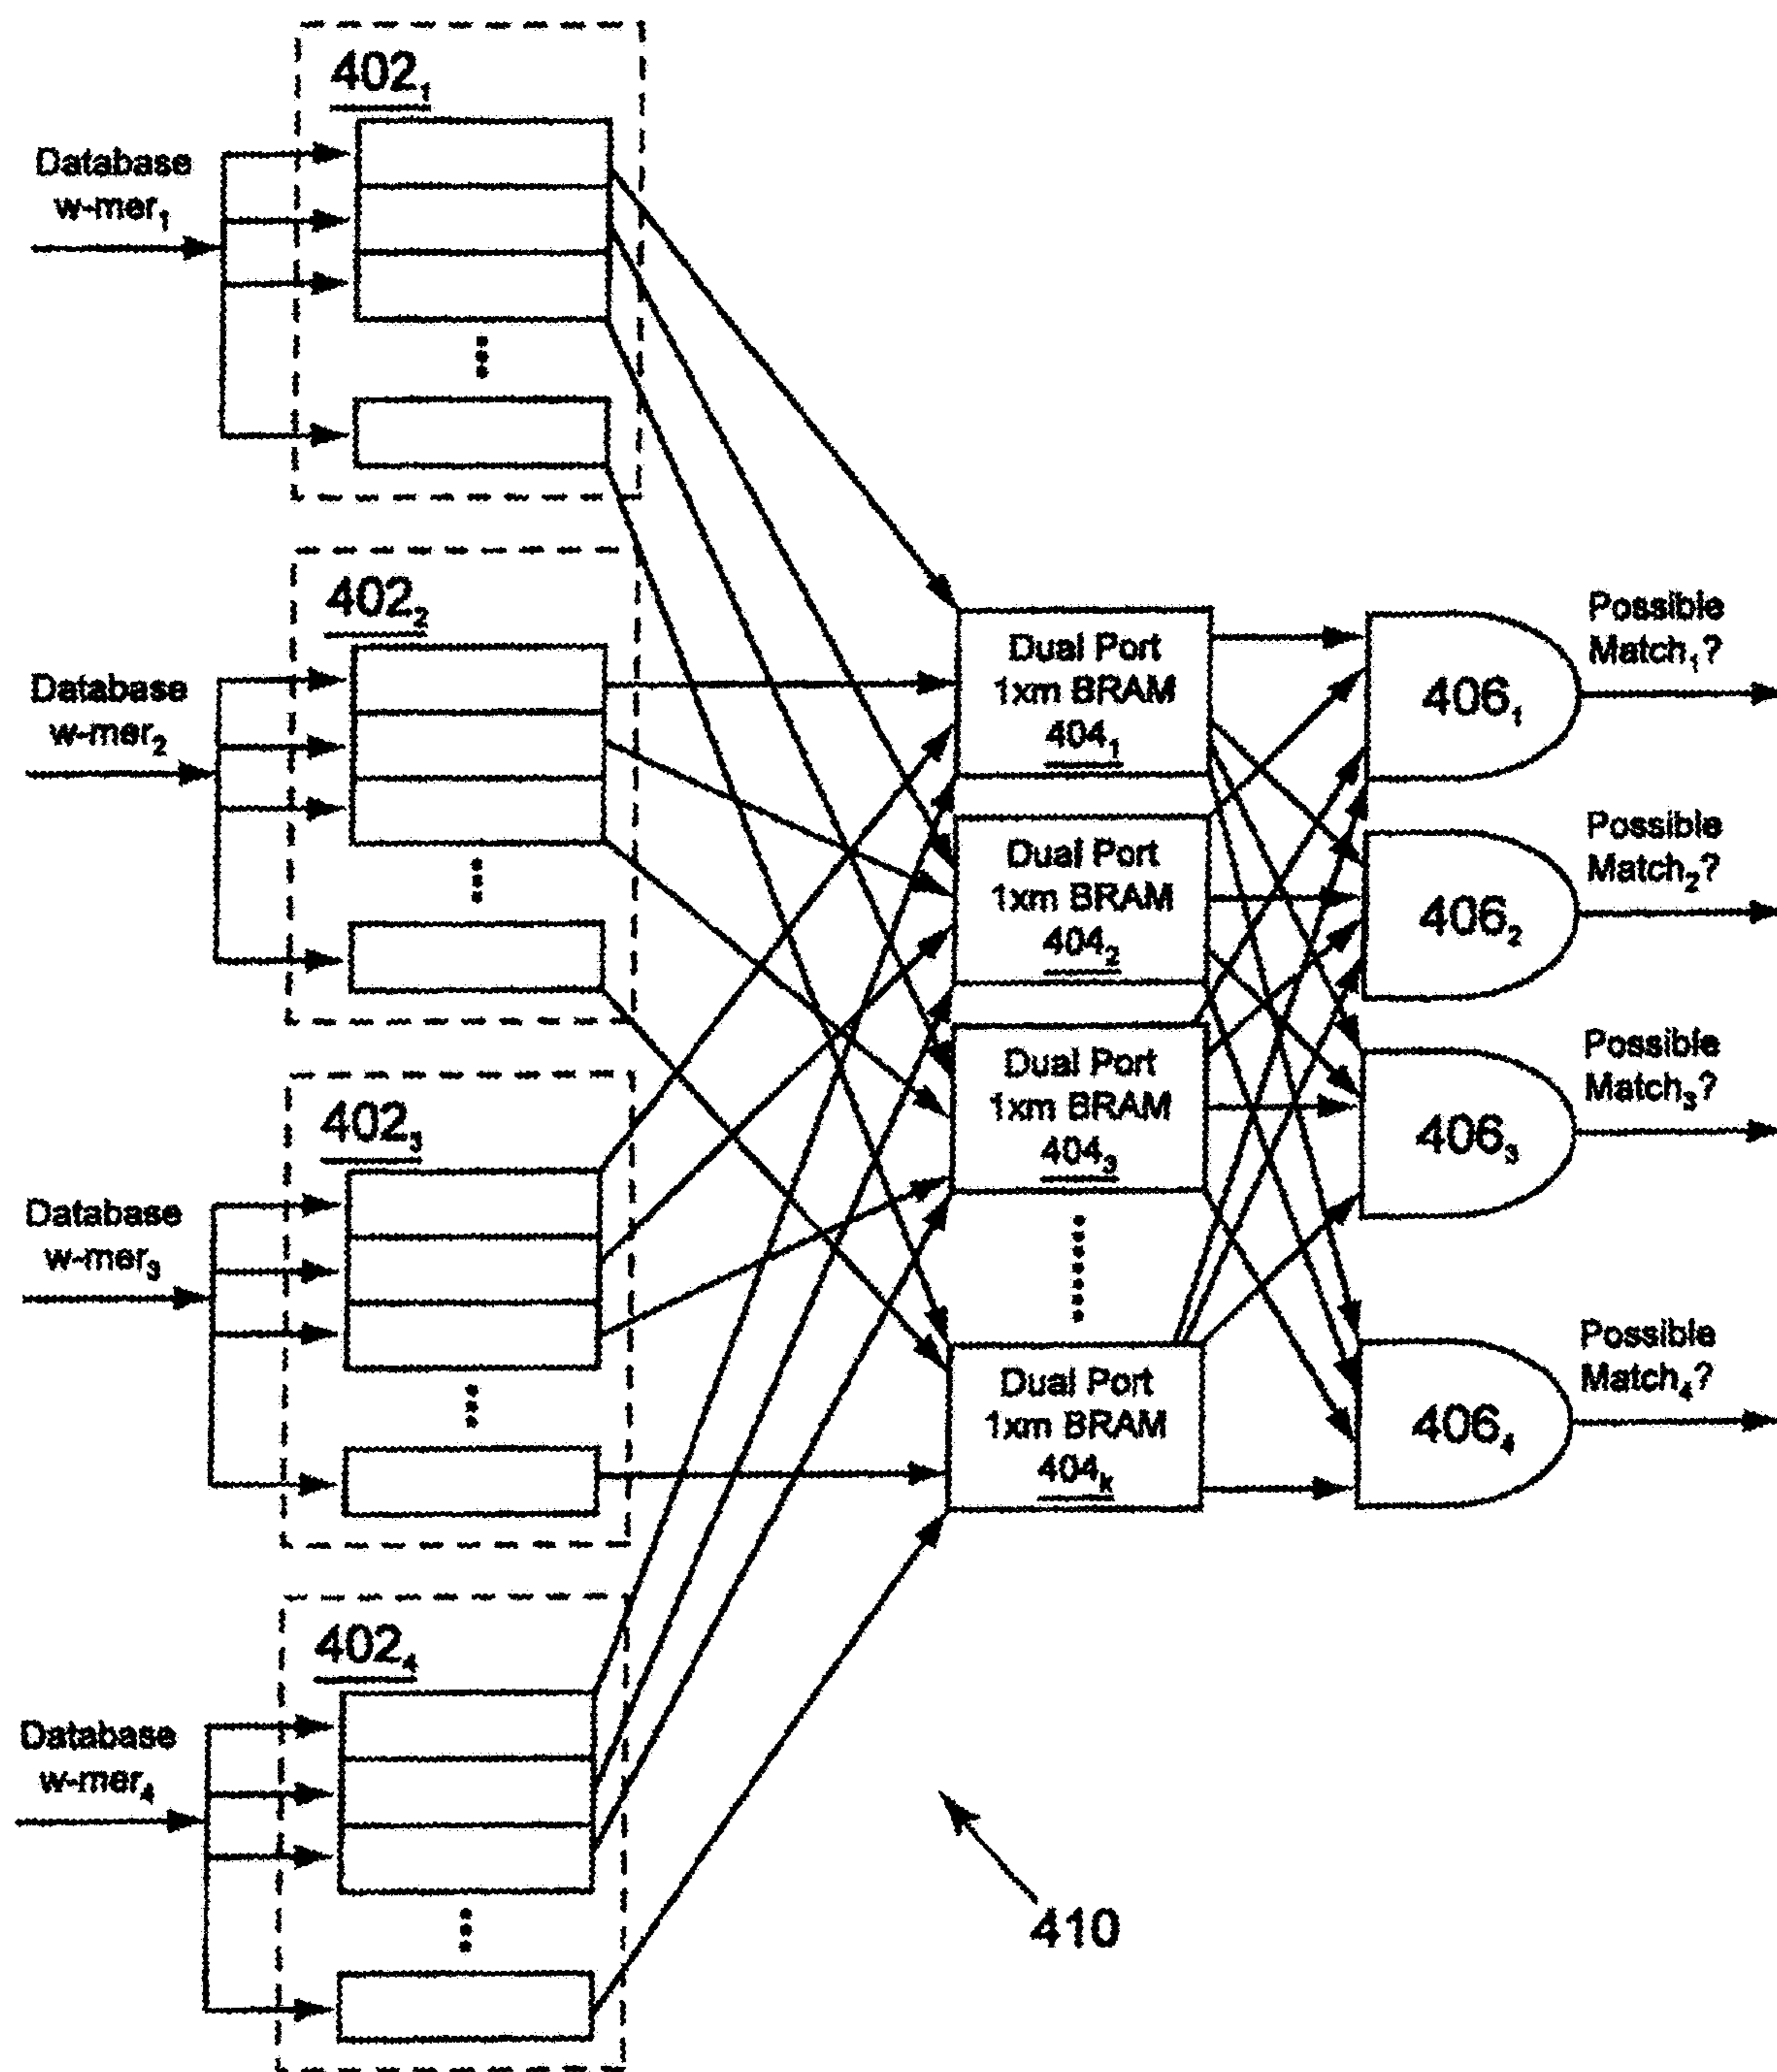 402₁
Database
w-mer₁
402₂
Database
w-mer₂
402₃
Database
w-mer₃
402₄
Database
w-mer₄
Dual Port
1xm BRAM
404₁
Dual Port
1xm BRAM
404₂
Dual Port
1xm BRAM
404₃
Dual Port
1xm BRAM
404ₖ
406₁
Possible
Match₁?
406₂
Possible
Match₂?
406₃
Possible
Match₃?
406₄
Possible
Match₄?
410